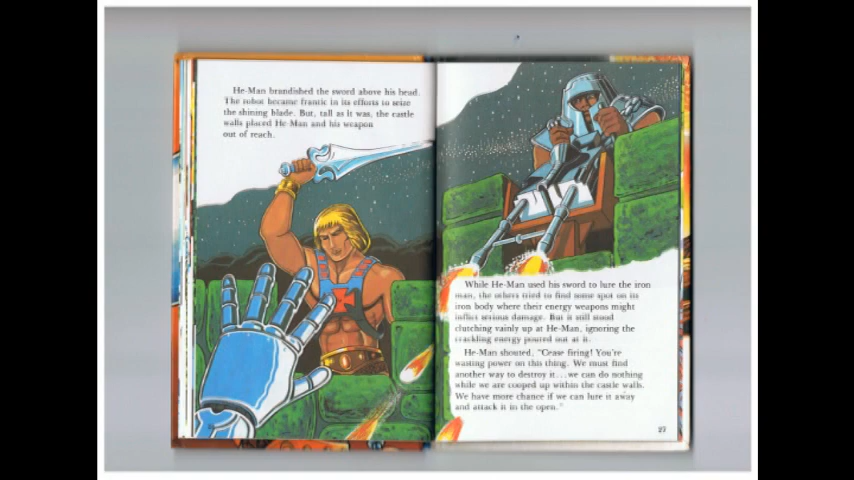 He-Man brandished the sword above his head.
The robot became frantic in its efforts to seize
the shining blade. But, tall as it was, the castle
walls placed He-Man and his weapon
out of reach.
While He-Man used his sword to lure the iron
man, the others tried to find some spot on its
iron body where their energy weapons might
inflict serious damage. But it still stood
clutching vainly up at He-Man, ignoring the
crackling energy poured out at it.
He-Man shouted, "Cease firing! You're
wasting power on this thing. We must find
another way to destroy it...we can do nothing
while we are cooped up within the castle walls.
We have more chance if we can lure it away
and attack it in the open."
27